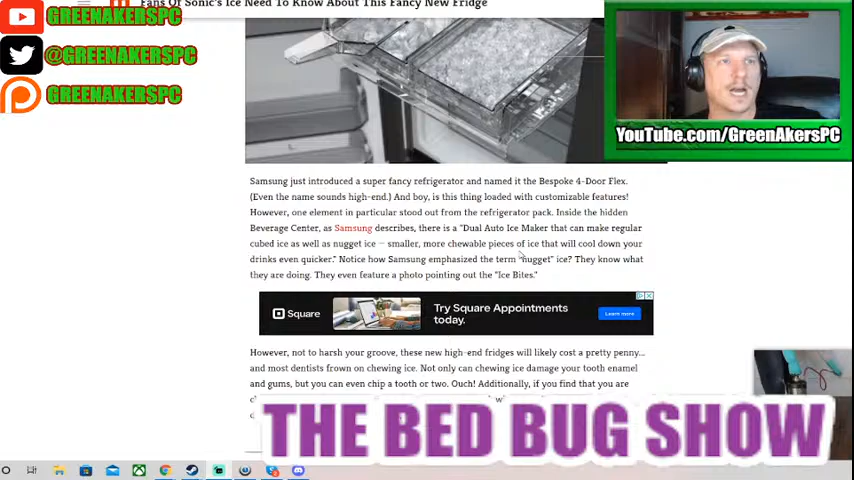 Fans Of Sonic's Ice Need To Know About This Fancy New Fridge
GREENAKERSPC
@GREENAKERSPC
GREENAKERSPC
YouTube.com/GreenAkersPC
Samsung just introduced a super fancy refrigerator and named it the Bespoke 4-Door Flex.
(Even the name sounds high-end.) And boy, is this thing loaded with customizable features!
However, one element in particular stood out from the refrigerator pack. Inside the hidden
Beverage Center, as Samsung describes, there is a "Dual Auto Ice Maker that can make regular
cubed ice as well as nugget ice – smaller, more chewable pieces of ice that will cool down your
drinks even quicker." Notice how Samsung emphasized the term "nugget" ice? They know what
they are doing. They even feature a photo pointing out the "Ice Bites."
Square
Try Square Appointments
today.
Learn more
However, not to harsh your groove, these new high-end fridges will likely cost a pretty penny...
and most dentists frown on chewing ice. Not only can chewing ice damage your tooth enamel
and gums, but you can even chip a tooth or two. Ouch! Additionally, if you find that you are
THE BED BUG SHOW